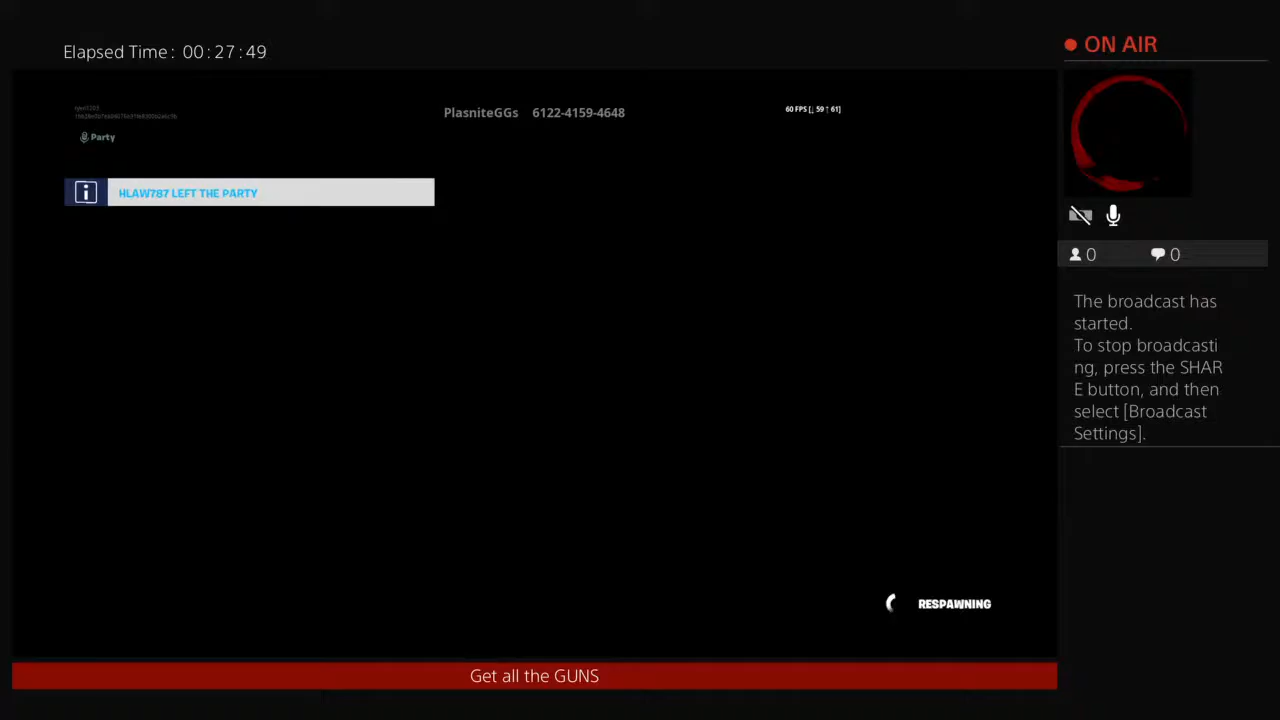 Elapsed Time: 00:27:49
ON AIR
PlasniteGGs 6122-4159-4648
60 FPS [↓ 59 ↑ 61]
Party
HLAW787 LEFT THE PARTY
0 0
The broadcast has
started.
To stop broadcasti
ng, press the SHAR
E button, and then
select [Broadcast
Settings].
RESPAWNING
Get all the GUNS